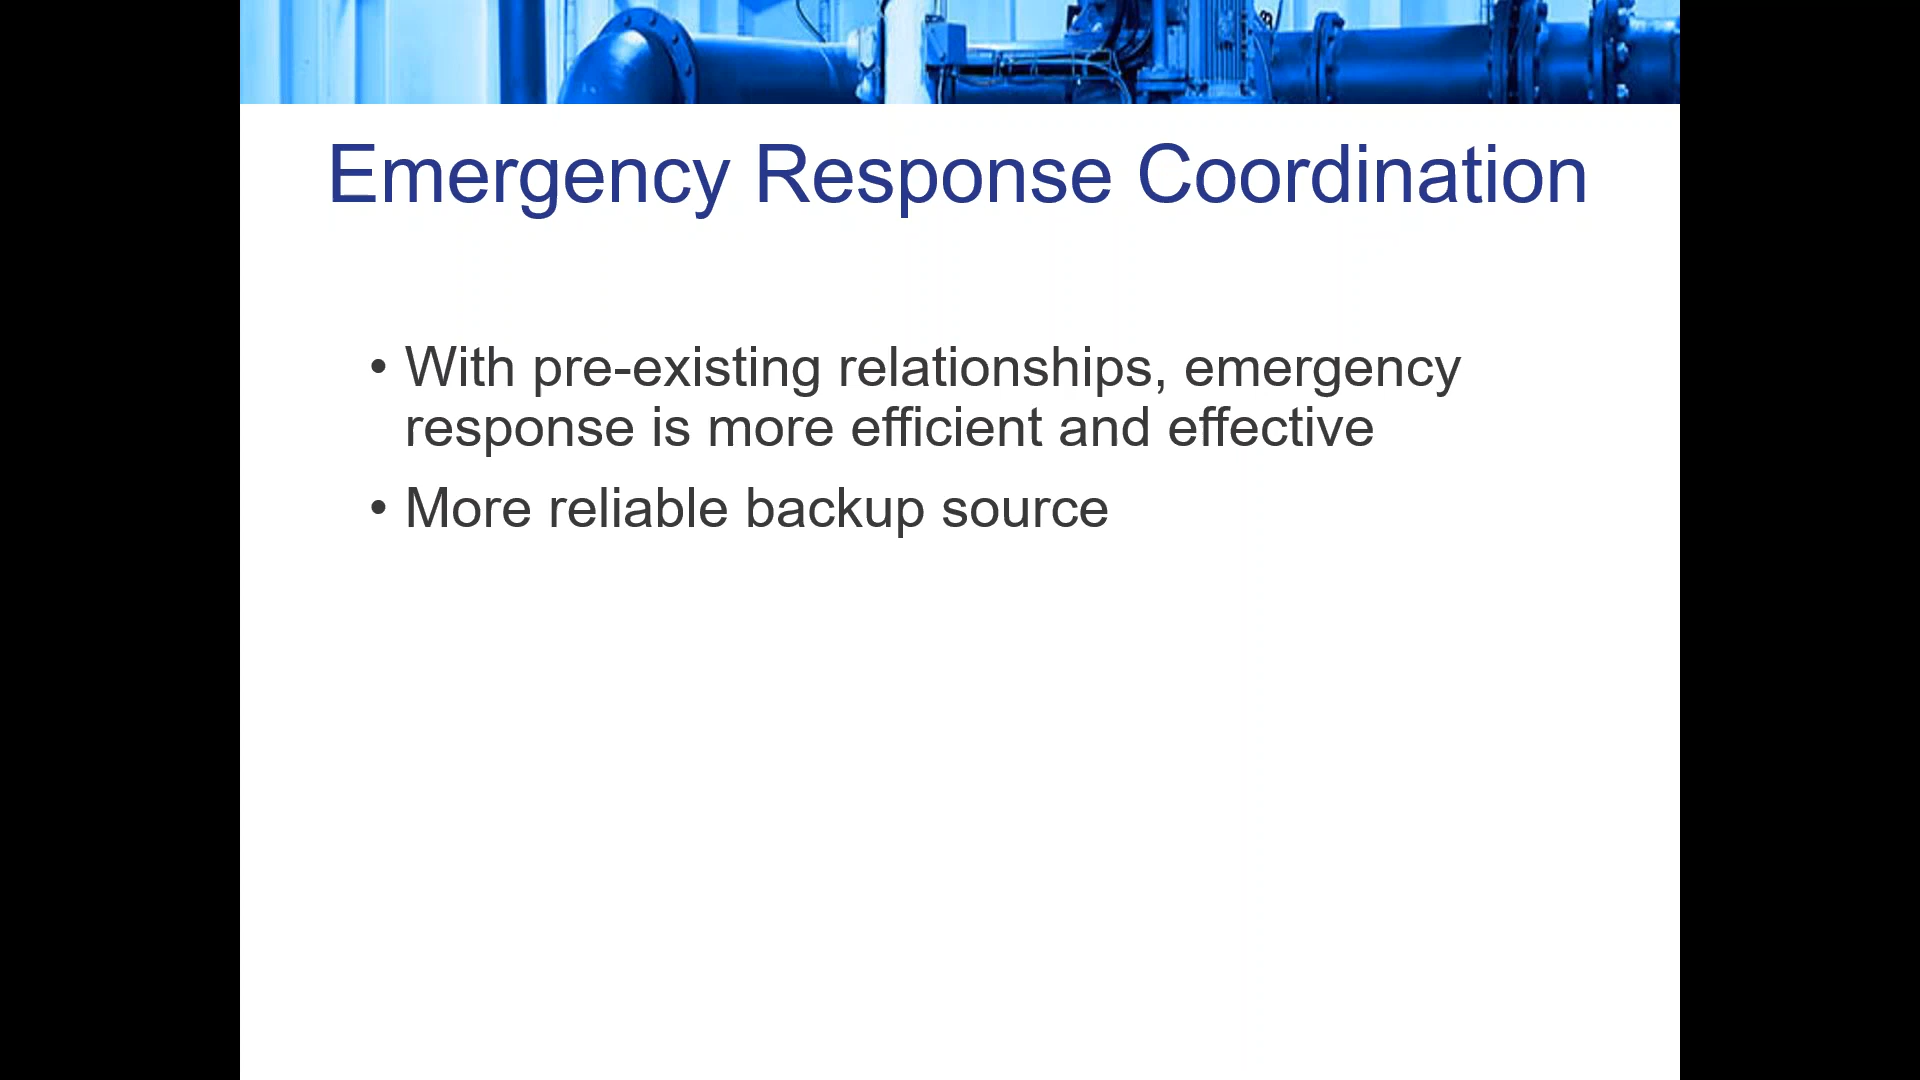 Emergency Response Coordination
• With pre-existing relationships, emergency
response is more efficient and effective
• More reliable backup source